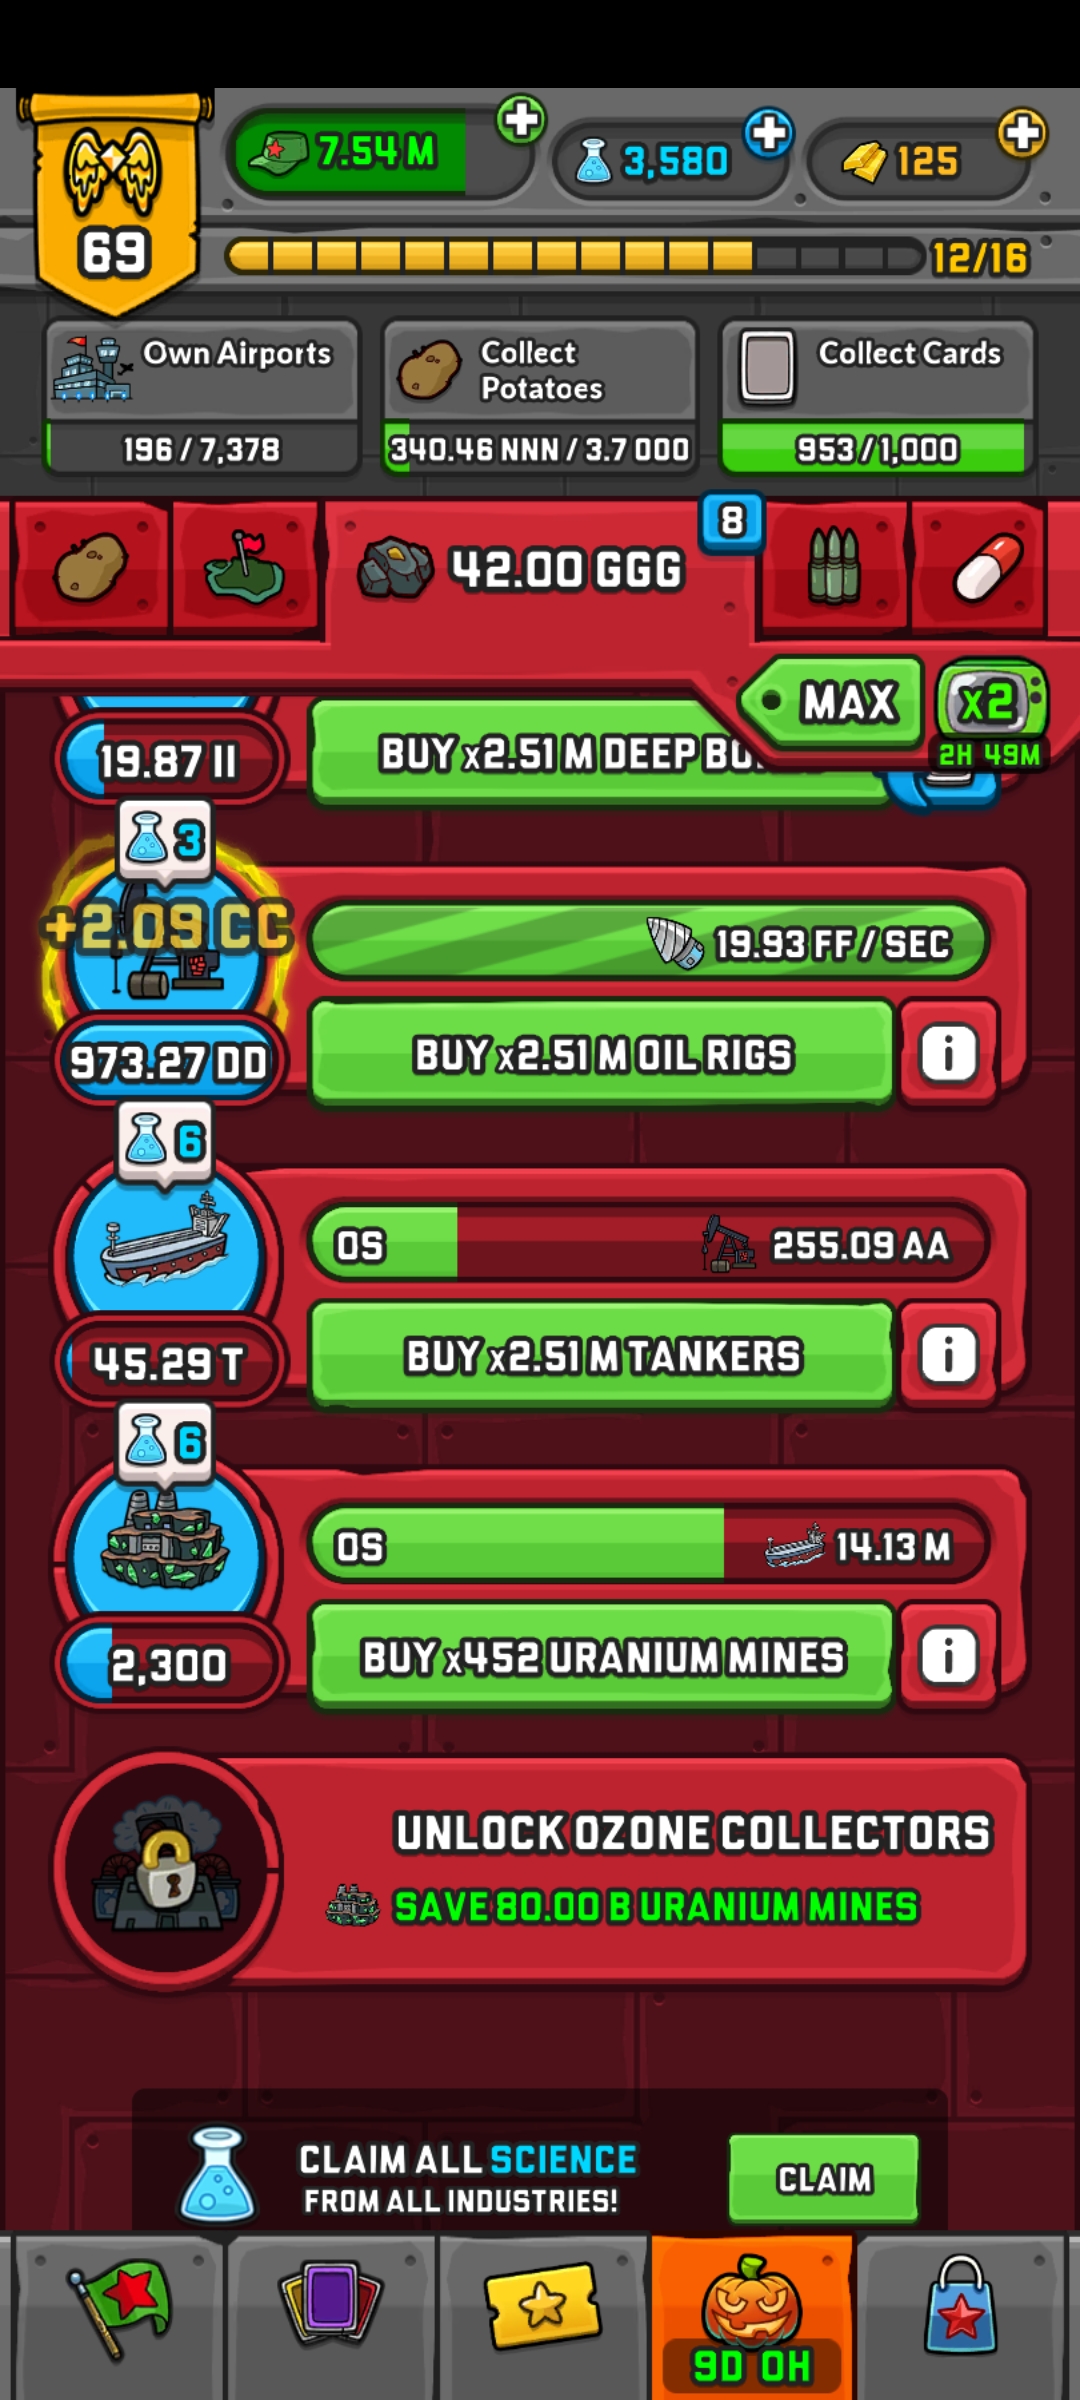 7.54 M
3,580
125
69
12/16
Own Airports
196 / 7,378
Collect
Potatoes
340.46 NNN / 3.7 OOO
Collect Cards
953 / 1,000
42.00 GGG
8
MAX
x2
2H 49M
19.87 II
BUY x2.51 M DEEP
3
+2.09 CC
19.93 FF / SEC
973.27 DD
BUY x2.51 M OIL RIGS
i
6
0S
255.09 AA
45.29 T
BUY x2.51 M TANKERS
i
6
0S
14.13 M
2,300
BUY x452 URANIUM MINES
i
UNLOCK OZONE COLLECTORS
SAVE 80.00 B URANIUM MINES
CLAIM ALL SCIENCE
FROM ALL INDUSTRIES!
CLAIM
9D 0H